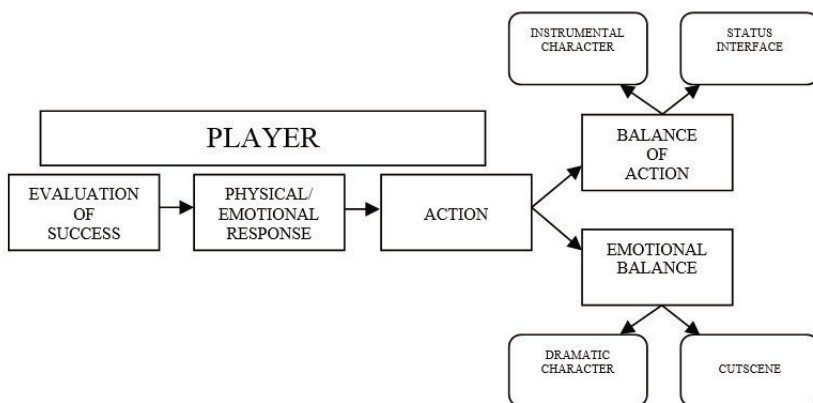 INSTRUMENTAL
CHARACTER
STATUS
INTERFACE
PLAYER
BALANCE
OF
ACTION
EVALUATION
OF
SUCCESS
PHYSICAL/
EMOTIONAL
RESPONSE
ACTION
EMOTIONAL
BALANCE
DRAMATIC
CHARACTER
CUTSCENE